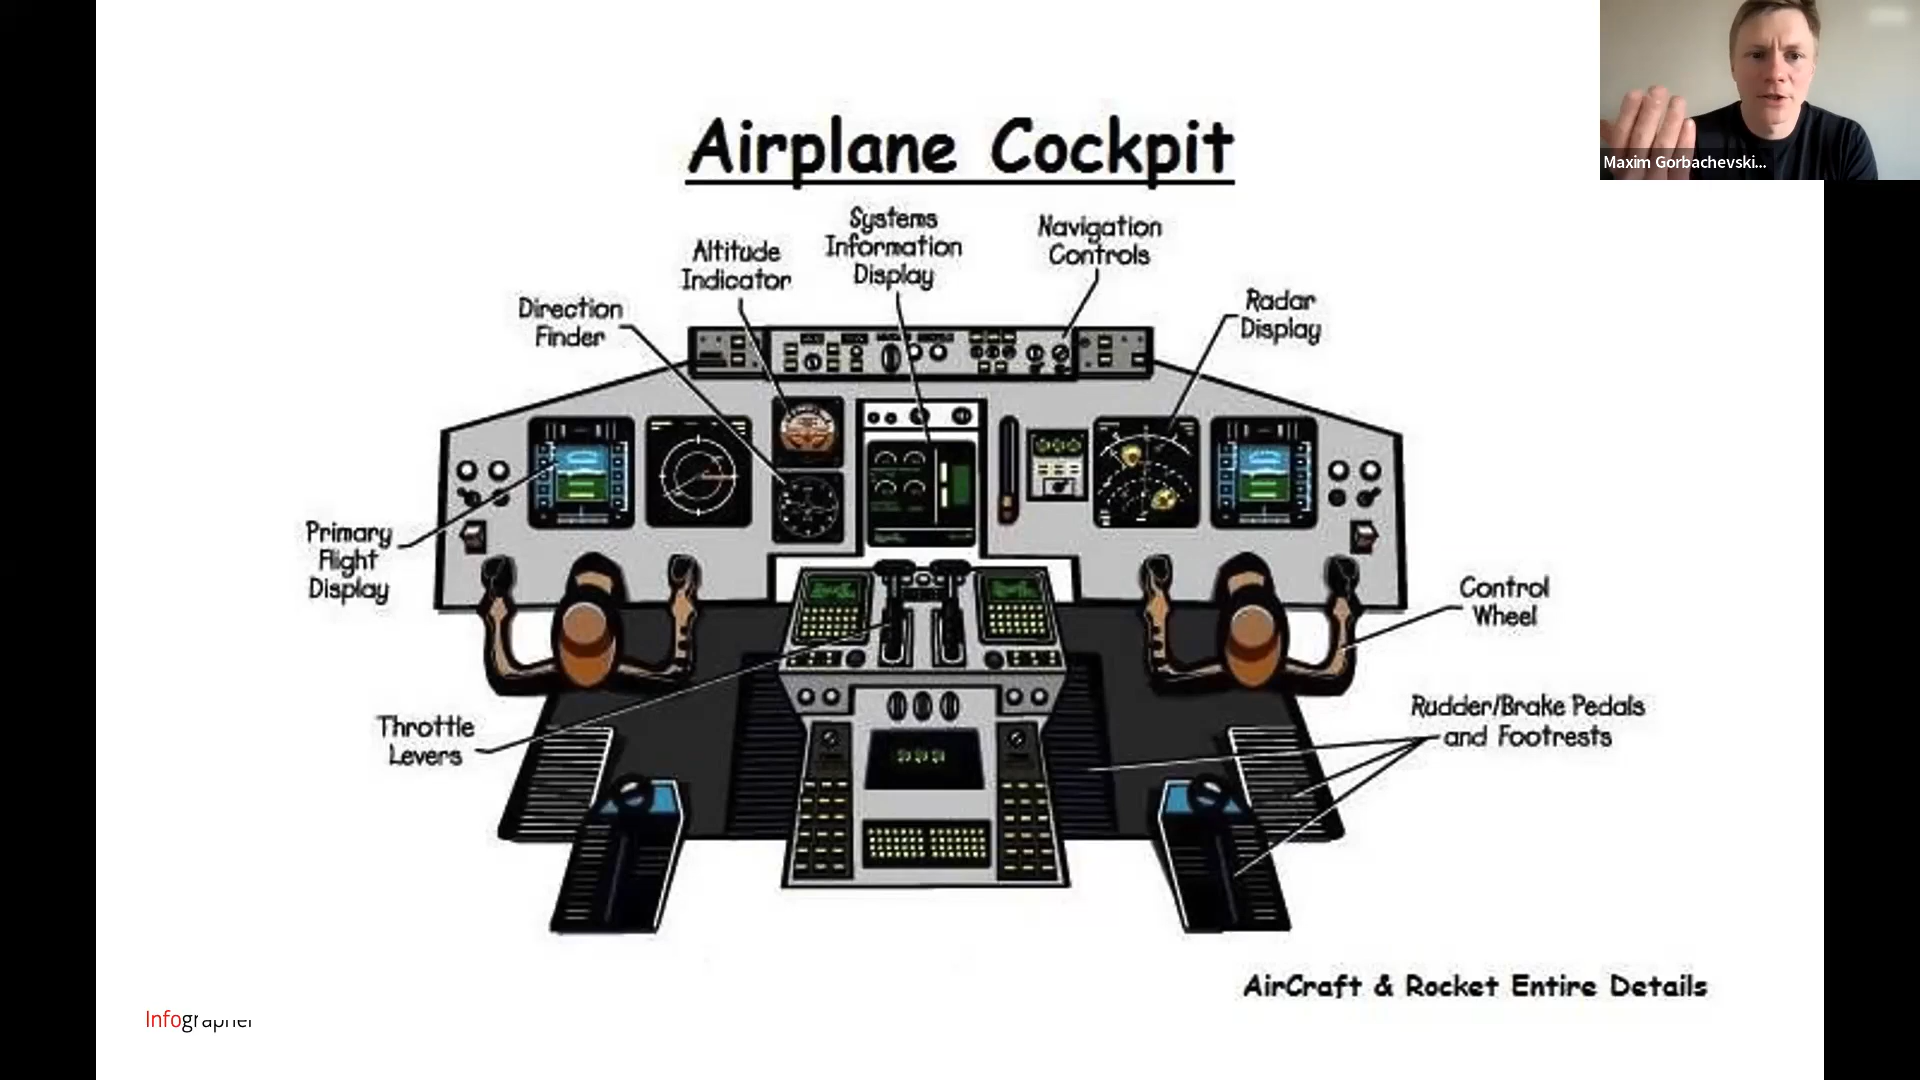 Maxim Gorbachevski...
Airplane Cockpit
Systems
Information
Display
Navigation
Controls
Altitude
Indicator
Direction
Finder
Radar
Display
Primary
Flight
Display
Control
Wheel
Throttle
Levers
Rudder/Brake Pedals
and Footrests
AirCraft & Rocket Entire Details
Infographer